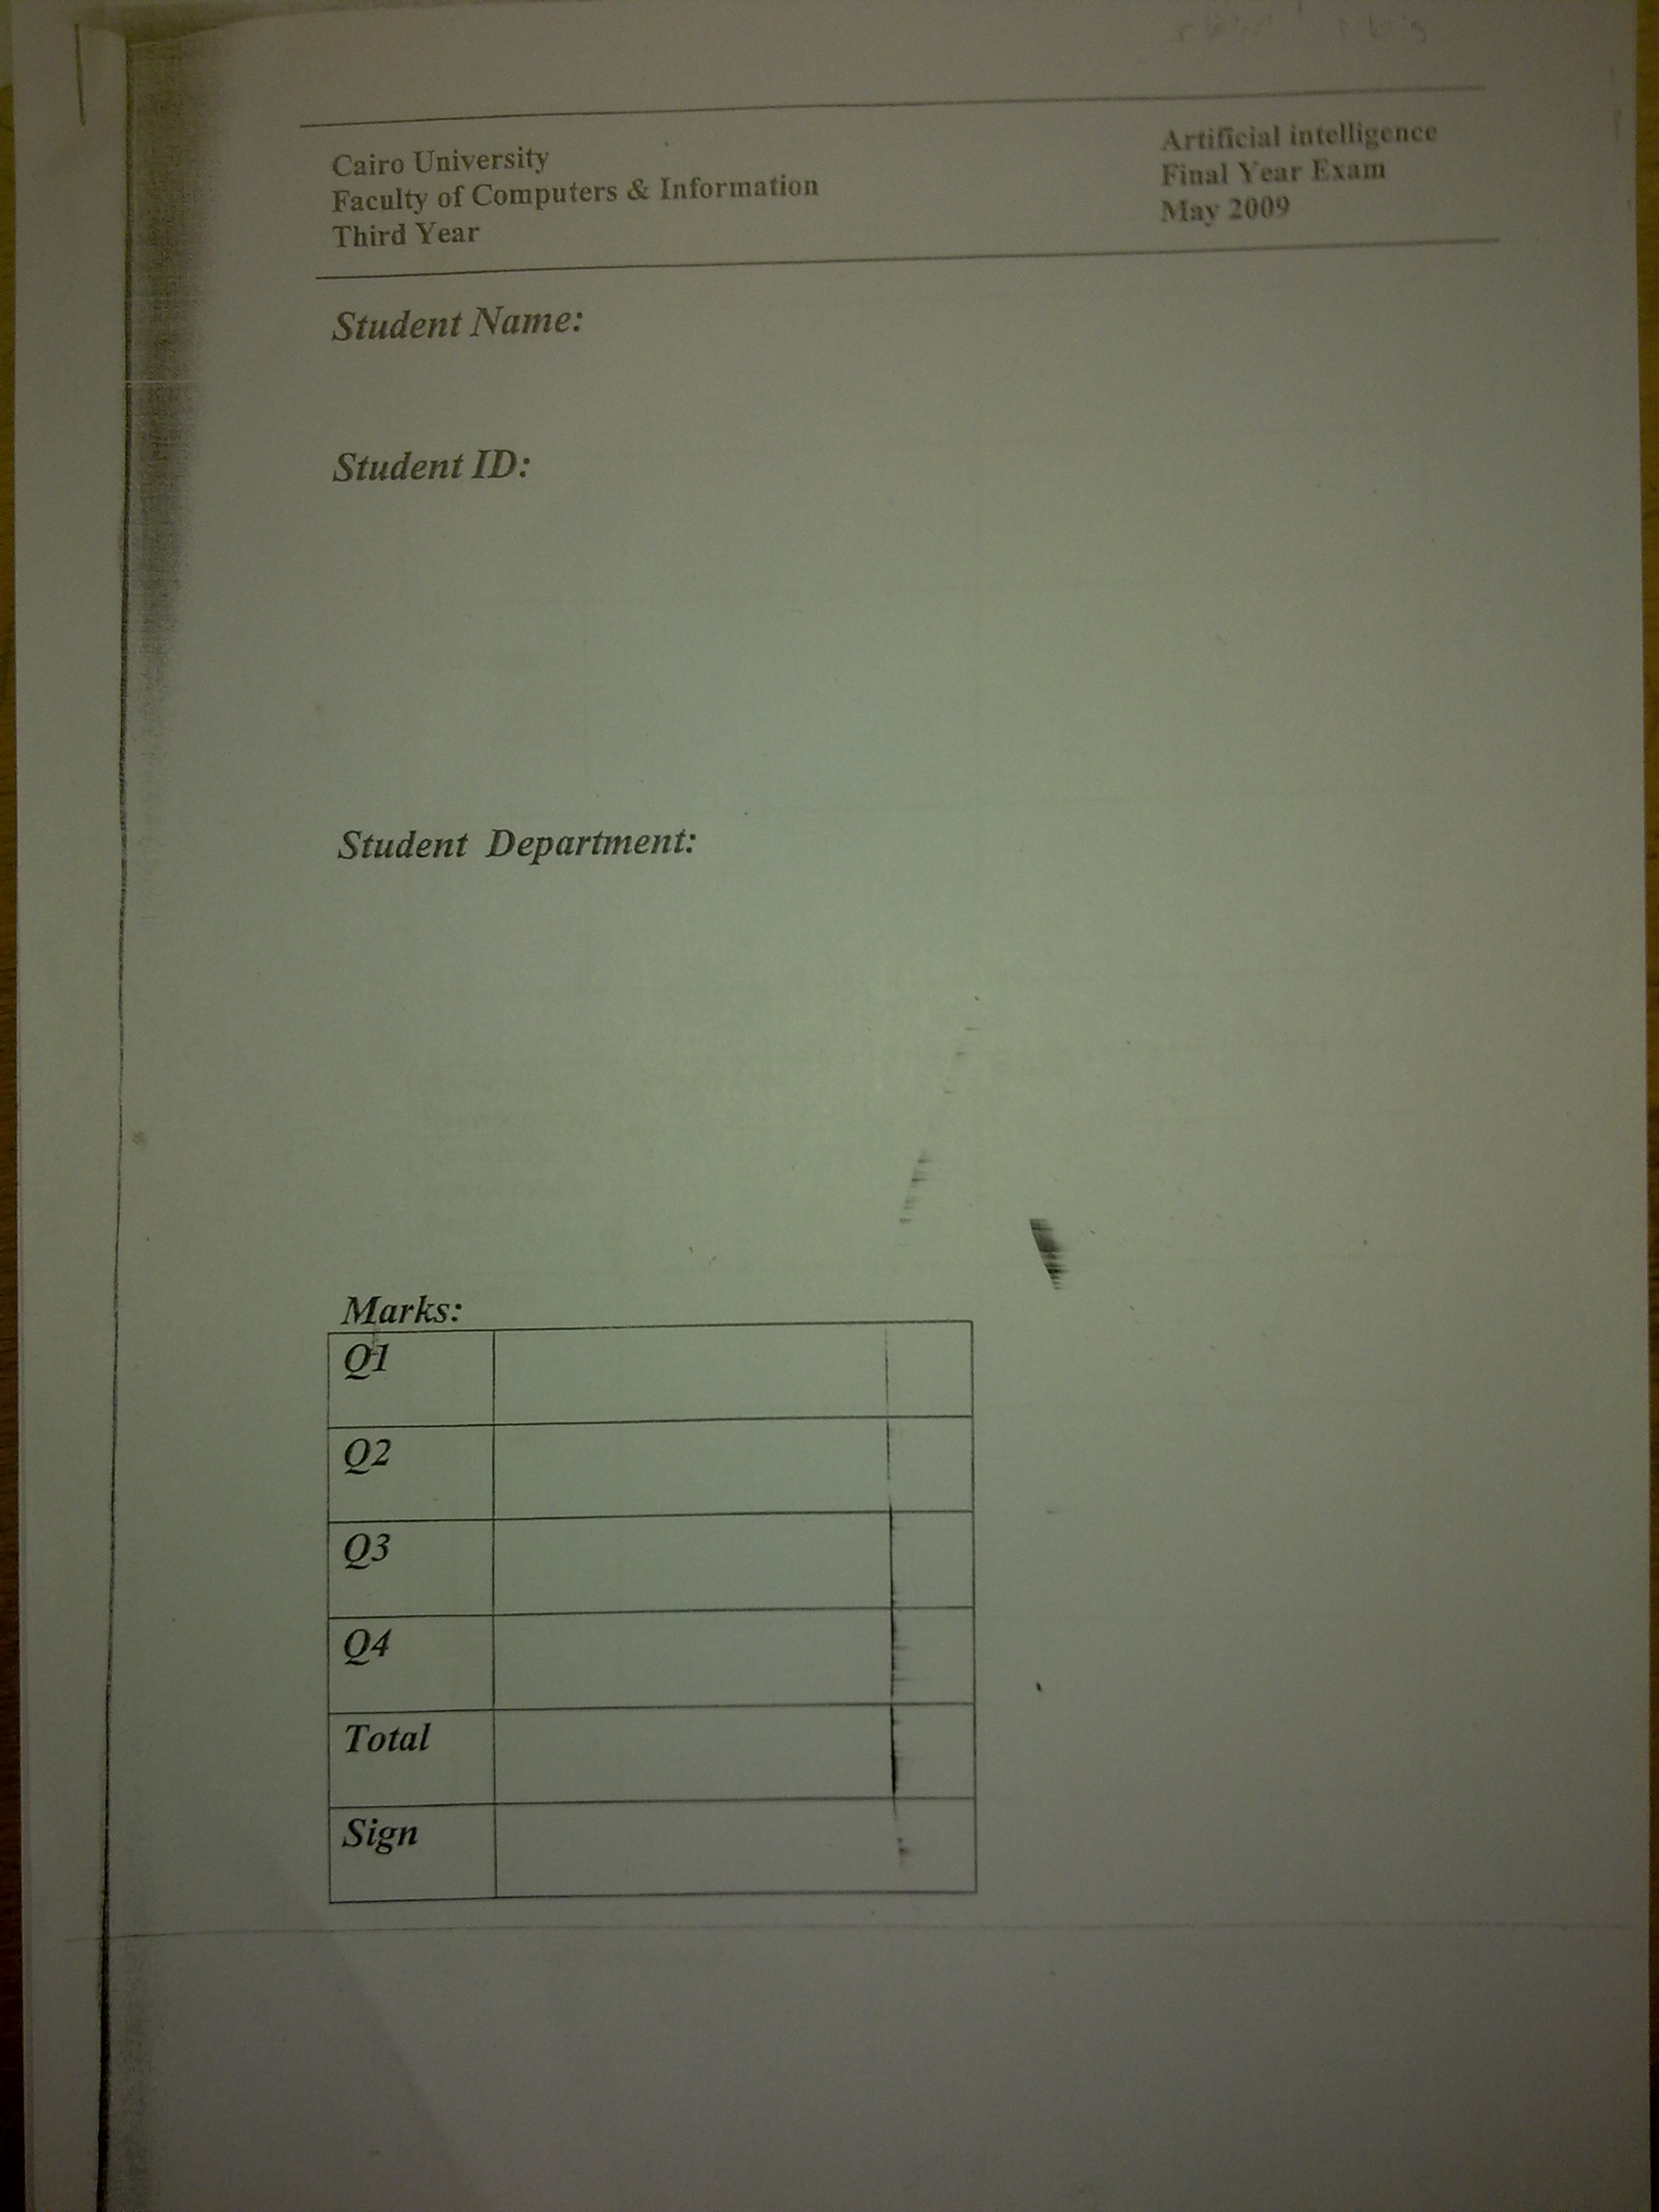 Cairo University
Faculty of Computers & Information
Third Year
Artificial intelligence
Final Year Exam
May 2009
Student Name:
Student ID:
Student Department:
Marks:
Q1
Q2
Q3
Q4
Total
Sign